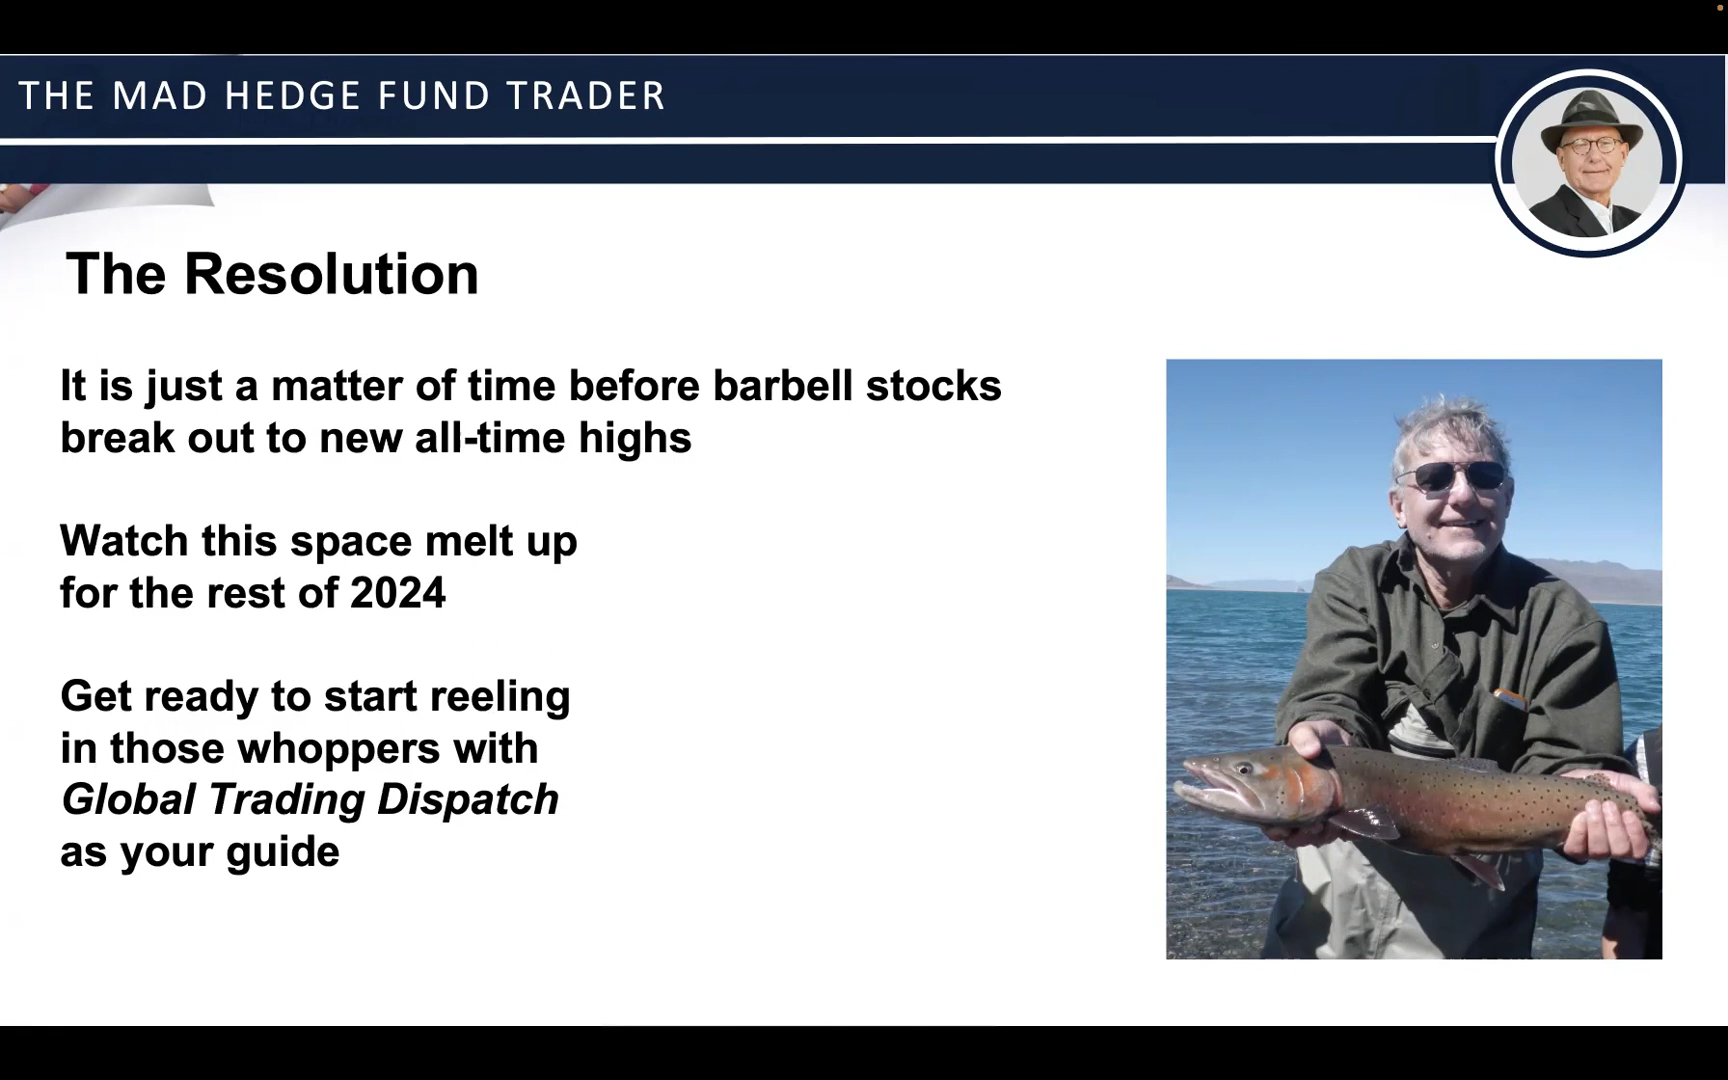 THE MAD HEDGE FUND TRADER
The Resolution
It is just a matter of time before barbell stocks
break out to new all-time highs
Watch this space melt up
for the rest of 2024
Get ready to start reeling
in those whoppers with
Global Trading Dispatch
as your guide